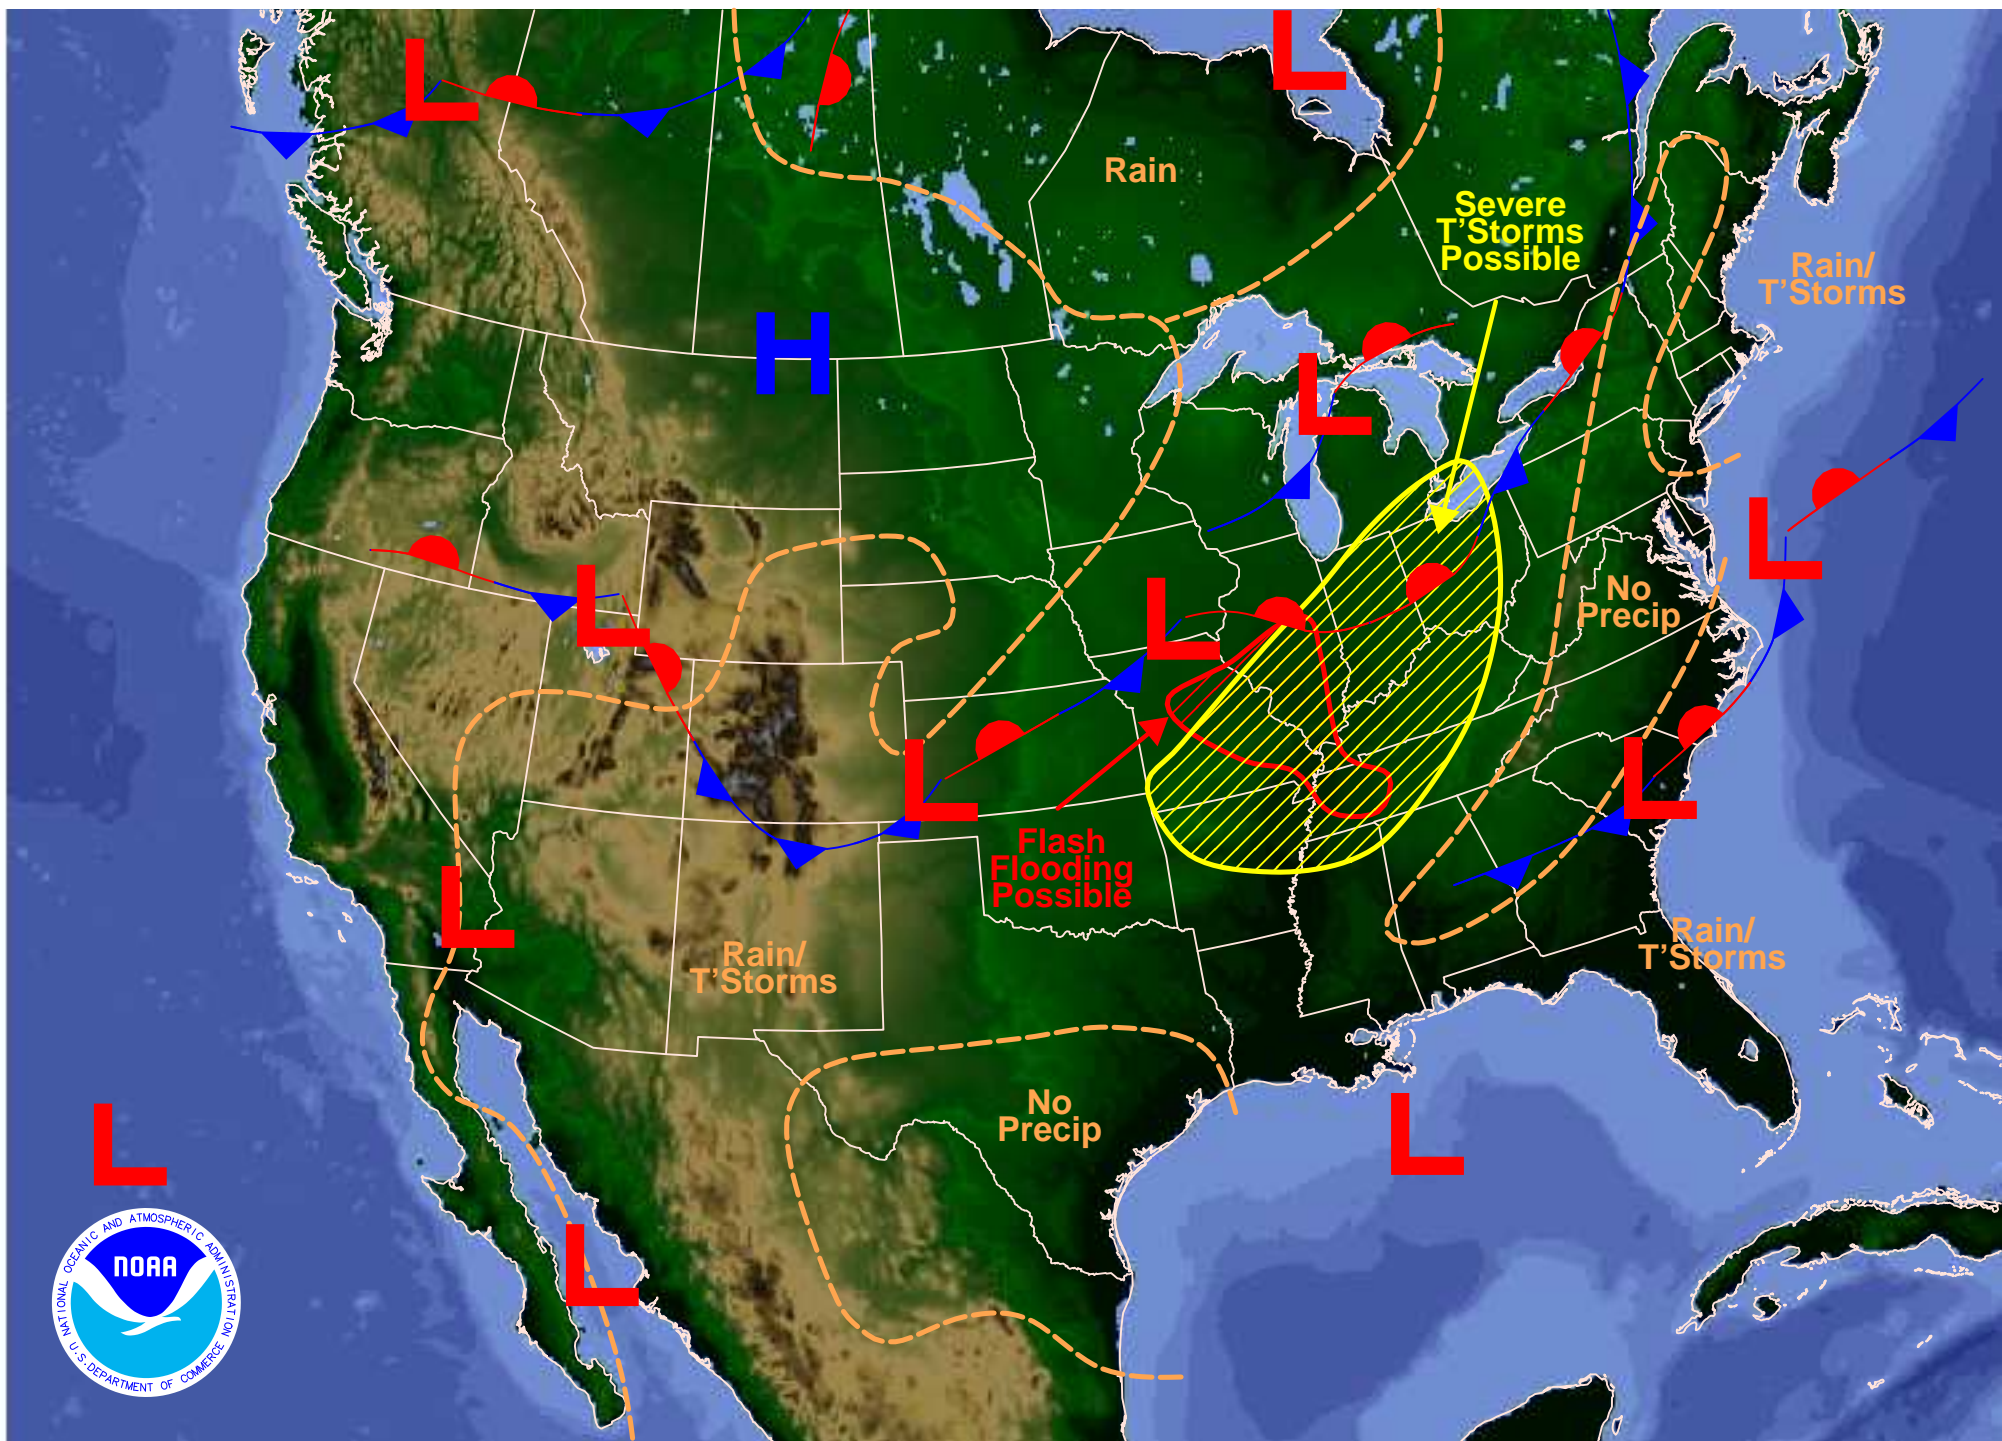 L
L
Rain
Severe
T'Storms
Possible
Rain/
T'Storms
H
L
L
L
L
No
Precip
L
L
L
Flash
Flooding
Possible
L
Rain/
T'Storms
Rain/
T'Storms
No
Precip
L
L
L
NATIONAL OCEANIC AND ATMOSPHERIC ADMINISTRATION
NOAA
U.S. DEPARTMENT OF COMMERCE